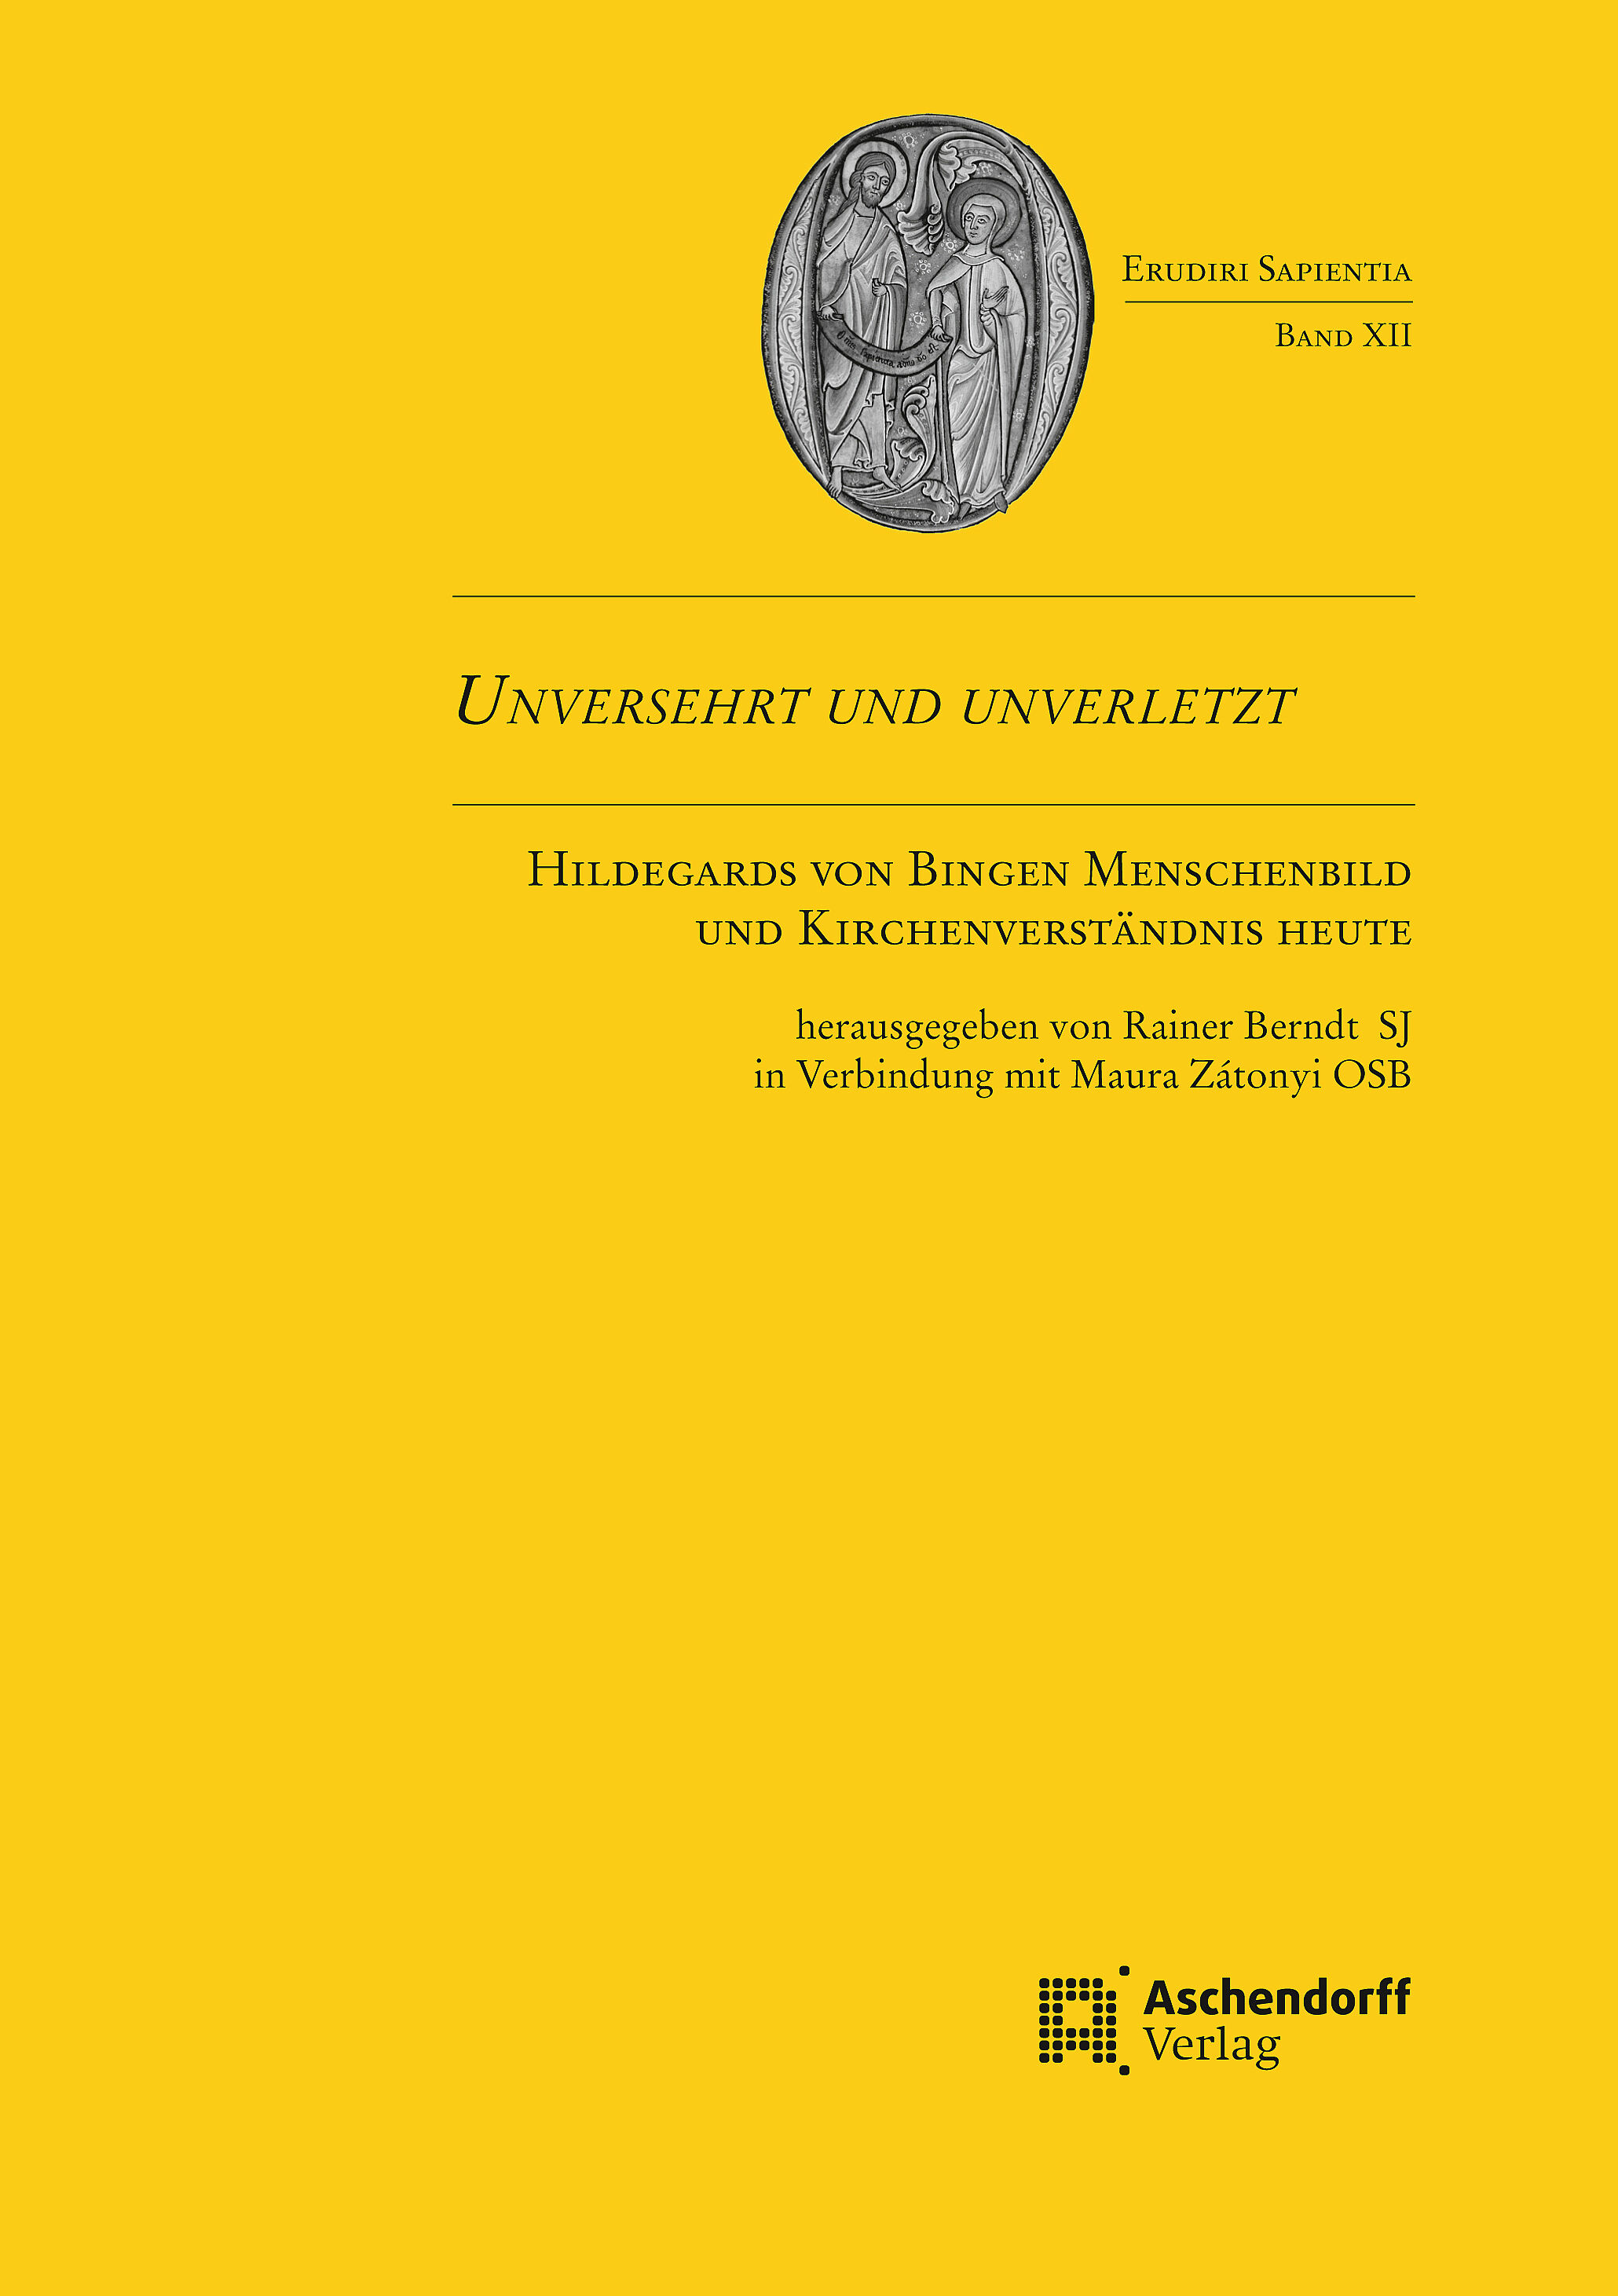 Erudiri Sapientia
Band XII
Unversehrt und unverletzt
Hildegards von Bingen Menschenbild
und Kirchenverständnis heute
herausgegeben von Rainer Berndt SJ
in Verbindung mit Maura Zátonyi OSB
Aschendorff
Verlag